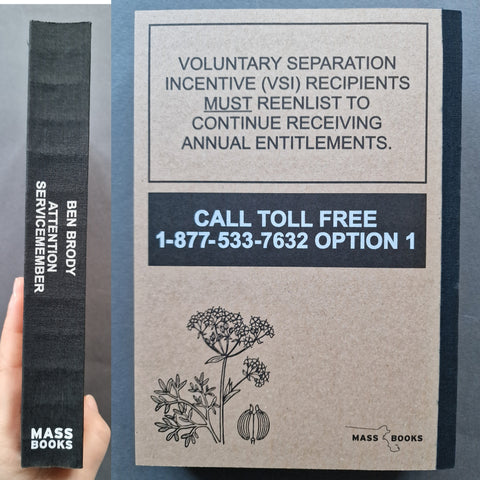 BEN BRODY
ATTENTION
SERVICEMEMBER
MASS
BOOKS
VOLUNTARY SEPARATION
INCENTIVE (VSI) RECIPIENTS
MUST REENLIST TO
CONTINUE RECEIVING
ANNUAL ENTITLEMENTS.
CALL TOLL FREE
1-877-533-7632 OPTION 1
MASS BOOKS